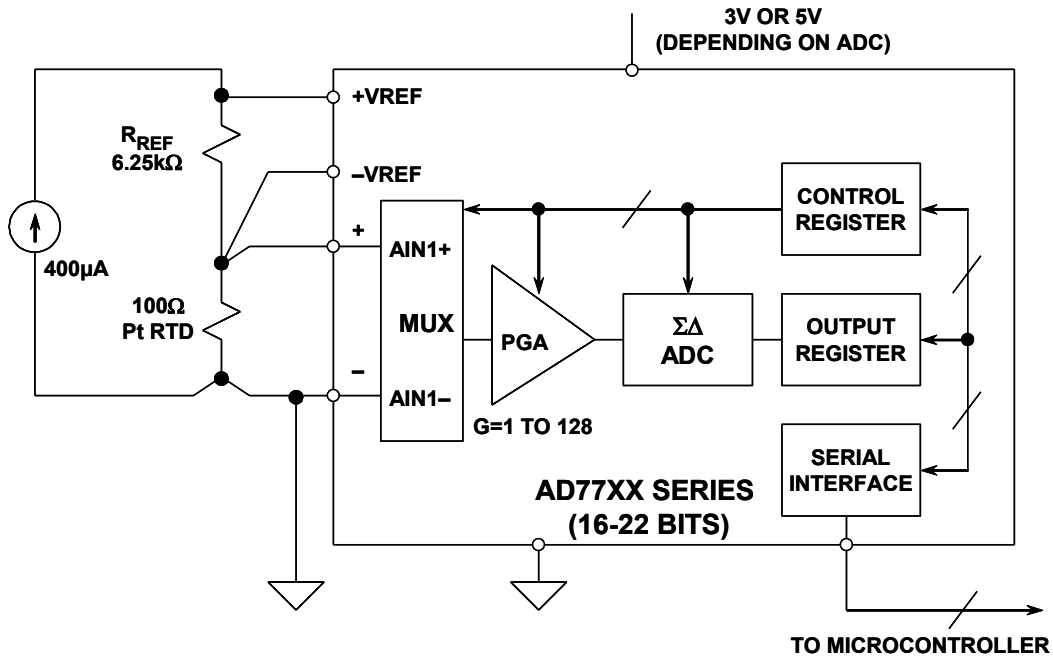 3V OR 5V
(DEPENDING ON ADC)
+VREF
RREF
6.25kΩ
–VREF
CONTROL
REGISTER
+
AIN1+
400µA
100Ω
Pt RTD
MUX
PGA
ΣΔ
ADC
OUTPUT
REGISTER
–
AIN1–
G=1 TO 128
SERIAL
INTERFACE
AD77XX SERIES
(16-22 BITS)
TO MICROCONTROLLER